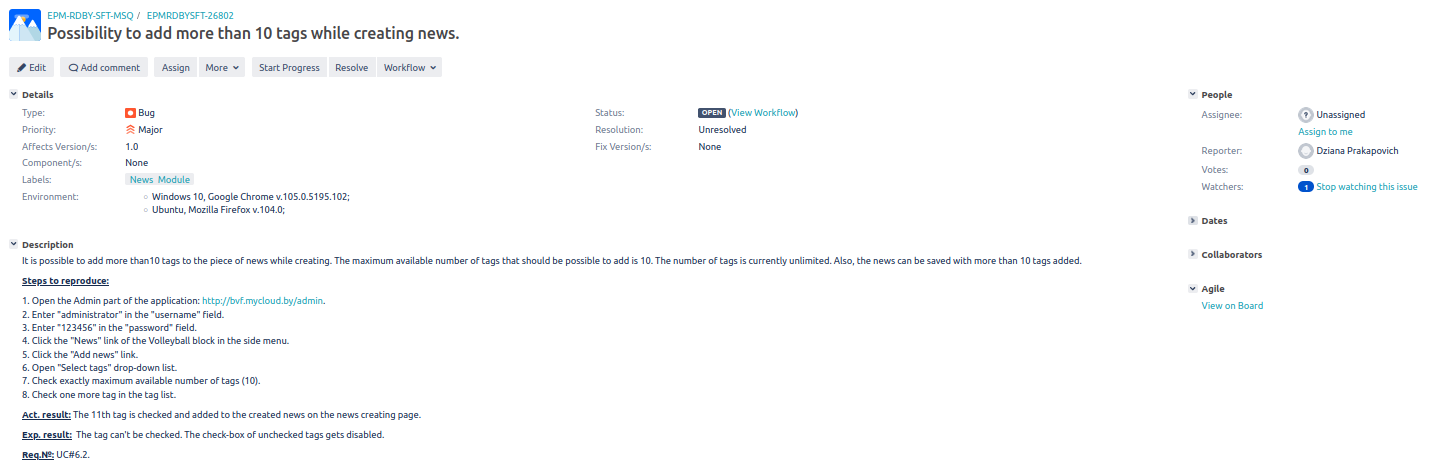 EPM-RDBY-SFT-MSQ / EPMRDBYSFT-26802
Possibility to add more than 10 tags while creating news.
Edit Add comment Assign More Start Progress Resolve Workflow
Details
Type: Bug
Priority: Major
Affects Version/s: 1.0
Component/s: None
Labels: News Module
Environment:
Windows 10, Google Chrome v.105.0.5195.102;
Ubuntu, Mozilla Firefox v.104.0;
Status: OPEN (View Workflow)
Resolution: Unresolved
Fix Version/s: None
Description
It is possible to add more than10 tags to the piece of news while creating. The maximum available number of tags that should be possible to add is 10. The number of tags is currently unlimited. Also, the news can be saved with more than 10 tags added.
Steps to reproduce:
1. Open the Admin part of the application: http://bvf.mycloud.by/admin.
2. Enter "administrator" in the "username" field.
3. Enter "123456" in the "password" field.
4. Click the "News" link of the Volleyball block in the side menu.
5. Click the "Add news" link.
6. Open "Select tags" drop-down list.
7. Check exactly maximum available number of tags (10).
8. Check one more tag in the tag list.
Act. result: The 11th tag is checked and added to the created news on the news creating page.
Exp. result: The tag can't be checked. The check-box of unchecked tags gets disabled.
Req.№: UC#6.2.
People
Assignee: ? Unassigned
Assign to me
Reporter: Dziana Prakapovich
Votes: 0
Watchers: 1 Stop watching this issue
Dates
Collaborators
Agile
View on Board